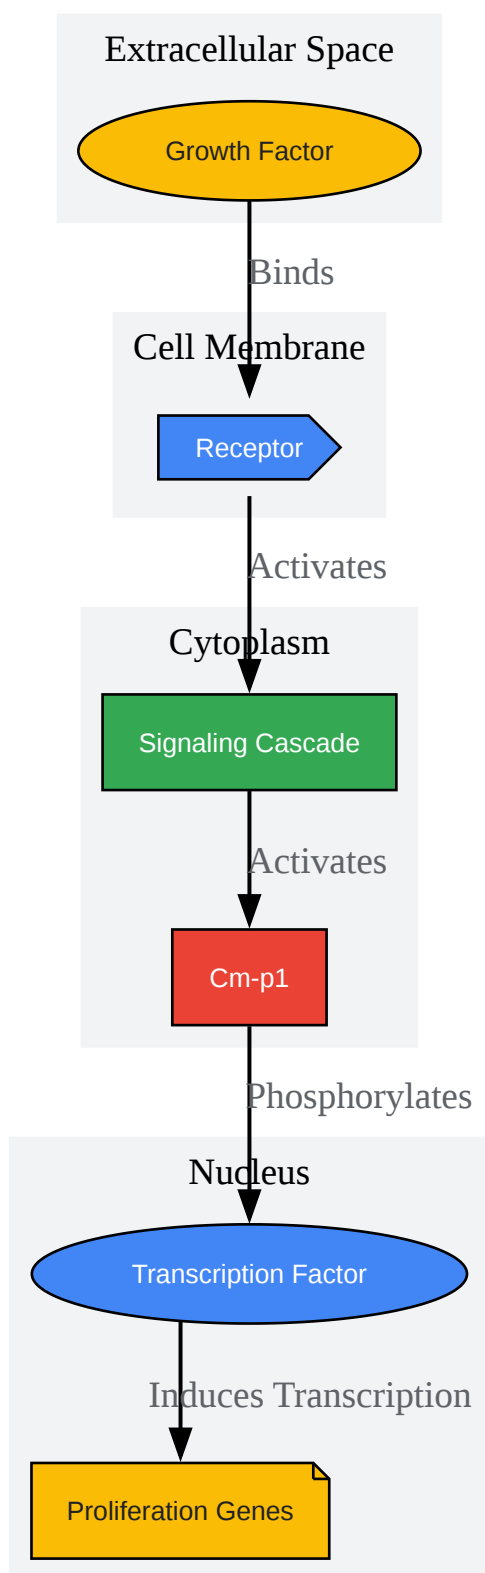 Extracellular Space
Growth Factor
Binds
Cell Membrane
Receptor
Activates
Cytoplasm
Signaling Cascade
Activates
Cm-p1
Phosphorylates
Nucleus
Transcription Factor
Induces Transcription
Proliferation Genes